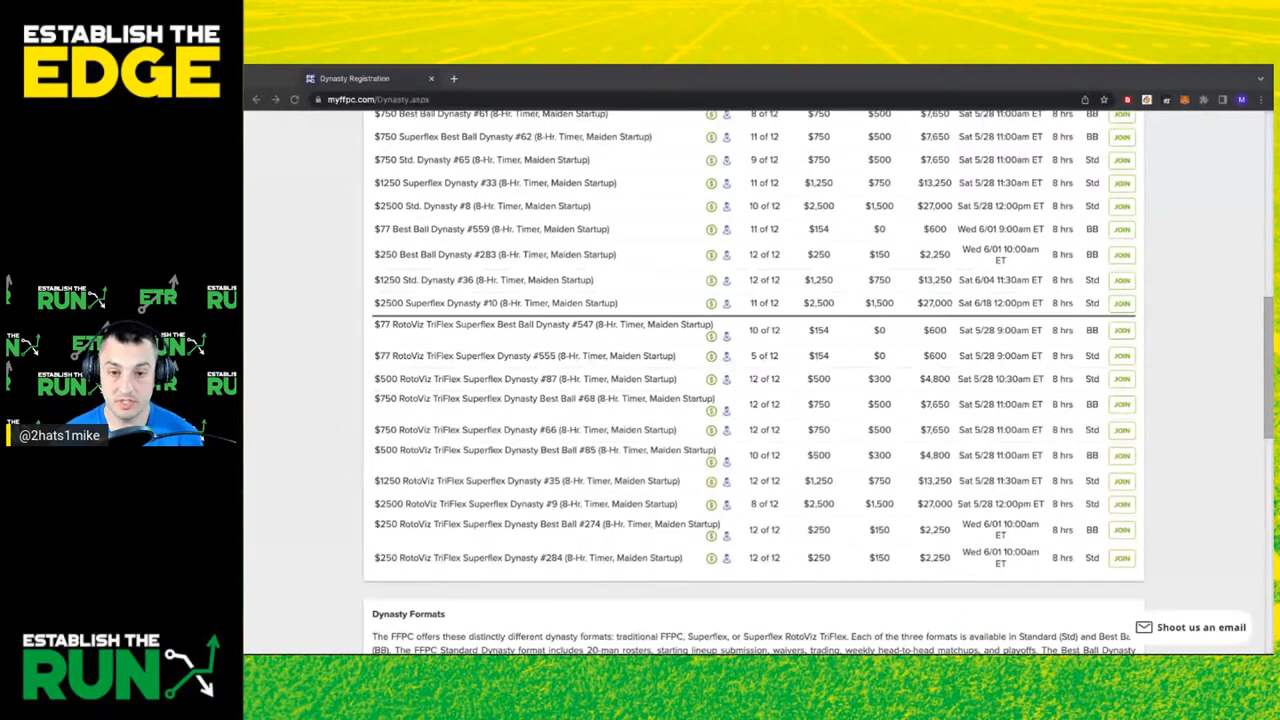 ESTABLISH THE
EDGE
Dynasty Registration
myffpc.com/Dynasty.aspx
M
$750 Best Ball Dynasty #61 (8-Hr. Timer, Maiden Startup) 8 of 12 $750 $500 $7,650 Sat 5/28 11:00am ET 8 hrs BB JOIN
$750 Superflex Best Ball Dynasty #62 (8-Hr. Timer, Maiden Startup) 11 of 12 $750 $500 $7,650 Sat 5/28 11:00am ET 8 hrs BB JOIN
$750 Std. Dynasty #65 (8-Hr. Timer, Maiden Startup) 9 of 12 $750 $500 $7,650 Sat 5/28 11:00am ET 8 hrs Std JOIN
$1250 Superflex Dynasty #33 (8-Hr. Timer, Maiden Startup) 11 of 12 $1,250 $750 $13,250 Sat 5/28 11:30am ET 8 hrs Std JOIN
$2500 Std. Dynasty #8 (8-Hr. Timer, Maiden Startup) 10 of 12 $2,500 $1,500 $27,000 Sat 5/28 12:00pm ET 8 hrs Std JOIN
$77 Best Ball Dynasty #559 (8-Hr. Timer, Maiden Startup) 11 of 12 $154 $0 $600 Wed 6/01 9:00am ET 8 hrs BB JOIN
$250 Best Ball Dynasty #283 (8-Hr. Timer, Maiden Startup) 12 of 12 $250 $150 $2,250 Wed 6/01 10:00am ET 8 hrs BB JOIN
$1250 Std. Dynasty #36 (8-Hr. Timer, Maiden Startup) 12 of 12 $1,250 $750 $13,250 Sat 6/04 11:30am ET 8 hrs Std JOIN
$2500 Superflex Dynasty #10 (8-Hr. Timer, Maiden Startup) 11 of 12 $2,500 $1,500 $27,000 Sat 6/18 12:00pm ET 8 hrs Std JOIN
$77 RotoViz TriFlex Superflex Best Ball Dynasty #547 (8-Hr. Timer, Maiden Startup) 10 of 12 $154 $0 $600 Sat 5/28 9:00am ET 8 hrs BB JOIN
$77 RotoViz TriFlex Superflex Dynasty #555 (8-Hr. Timer, Maiden Startup) 5 of 12 $154 $0 $600 Sat 5/28 9:00am ET 8 hrs Std JOIN
$500 RotoViz TriFlex Superflex Dynasty #87 (8-Hr. Timer, Maiden Startup) 12 of 12 $500 $300 $4,800 Sat 5/28 10:30am ET 8 hrs Std JOIN
$750 RotoViz TriFlex Superflex Dynasty Best Ball #68 (8-Hr. Timer, Maiden Startup) 12 of 12 $750 $500 $7,650 Sat 5/28 11:00am ET 8 hrs BB JOIN
$750 RotoViz TriFlex Superflex Dynasty #66 (8-Hr. Timer, Maiden Startup) 12 of 12 $750 $500 $7,650 Sat 5/28 11:00am ET 8 hrs Std JOIN
$500 RotoViz TriFlex Superflex Dynasty Best Ball #85 (8-Hr. Timer, Maiden Startup) 10 of 12 $500 $300 $4,800 Sat 5/28 11:00am ET 8 hrs BB JOIN
$1250 RotoViz TriFlex Superflex Dynasty #35 (8-Hr. Timer, Maiden Startup) 12 of 12 $1,250 $750 $13,250 Sat 5/28 11:30am ET 8 hrs Std JOIN
$2500 RotoViz TriFlex Superflex Dynasty #9 (8-Hr. Timer, Maiden Startup) 8 of 12 $2,500 $1,500 $27,000 Sat 5/28 12:00pm ET 8 hrs Std JOIN
$250 RotoViz TriFlex Superflex Dynasty Best Ball #274 (8-Hr. Timer, Maiden Startup) 12 of 12 $250 $150 $2,250 Wed 6/01 10:00am ET 8 hrs BB JOIN
$250 RotoViz TriFlex Superflex Dynasty #284 (8-Hr. Timer, Maiden Startup) 12 of 12 $250 $150 $2,250 Wed 6/01 10:00am ET 8 hrs Std JOIN
Dynasty Formats
The FFPC offers these distinctly different dynasty formats: traditional FFPC, Superflex, or Superflex RotoViz TriFlex. Each of the three formats is available in Standard (Std) and Best Ba
(BB). The FFPC Standard Dynasty format includes 20-man rosters, starting lineup submission, waivers, trading, weekly head-to-head matchups, and playoffs. The Best Ball Dynasty
Shoot us an email
ESTABLISH THE
RUN
ETR
@2hats1mike
ESTABLISH THE
RUN